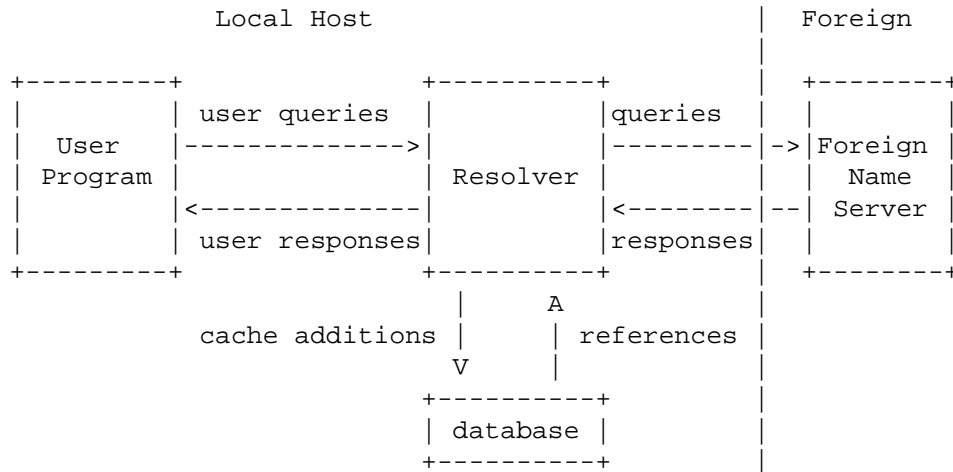 Local Host | Foreign
|
+---------+ +----------+ | +--------+
| | user queries | |queries | | |
| User |-------------->| |---------|->|Foreign |
| Program | | Resolver | | | Name |
| |<--------------| |<--------|--| Server |
| | user responses| |responses| | |
+---------+ +----------+ | +--------+
| A |
cache additions | | references |
V | |
+----------+ |
| database | |
+----------+ |